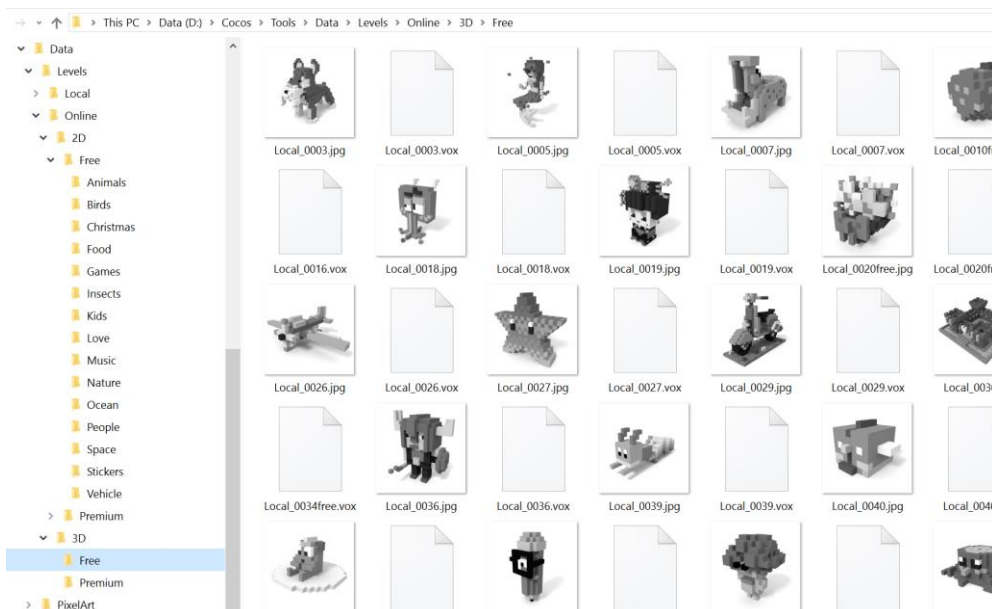 This PC > Data (D:) > Cocos > Tools > Data > Levels > Online > 3D > Free
Data
Levels
Local
Online
2D
Free
Animals
Birds
Christmas
Food
Games
Insects
Kids
Love
Music
Nature
Ocean
People
Space
Stickers
Vehicle
Premium
3D
Free
Premium
PixelArt
Local_0003.jpg Local_0003.vox Local_0005.jpg Local_0005.vox Local_0007.jpg Local_0007.vox Local_0010f
Local_0016.vox Local_0018.jpg Local_0018.vox Local_0019.jpg Local_0019.vox Local_0020free.jpg Local_0020f
Local_0026.jpg Local_0026.vox Local_0027.jpg Local_0027.vox Local_0029.jpg Local_0029.vox Local_003
Local_0034free.vox Local_0036.jpg Local_0036.vox Local_0039.jpg Local_0039.vox Local_0040.jpg Local_004